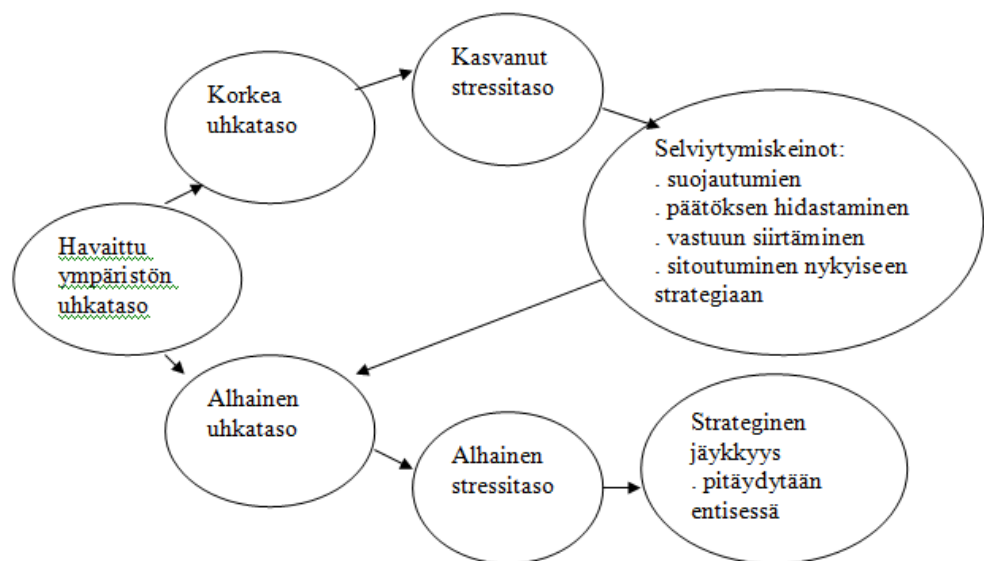 Kasvanut
stressitaso
Korkea
uhkataso
Selviytymiskeinot:
. suojautumien
. päätöksen hidastaminen
. vastuun siirtäminen
. sitoutuminen nykyiseen
strategiaan
Havaittu
ympäristön
uhkataso
Alhainen
uhkataso
Alhainen
stressitaso
Strateginen
jäykkyys
. pitäydytään
entisessä